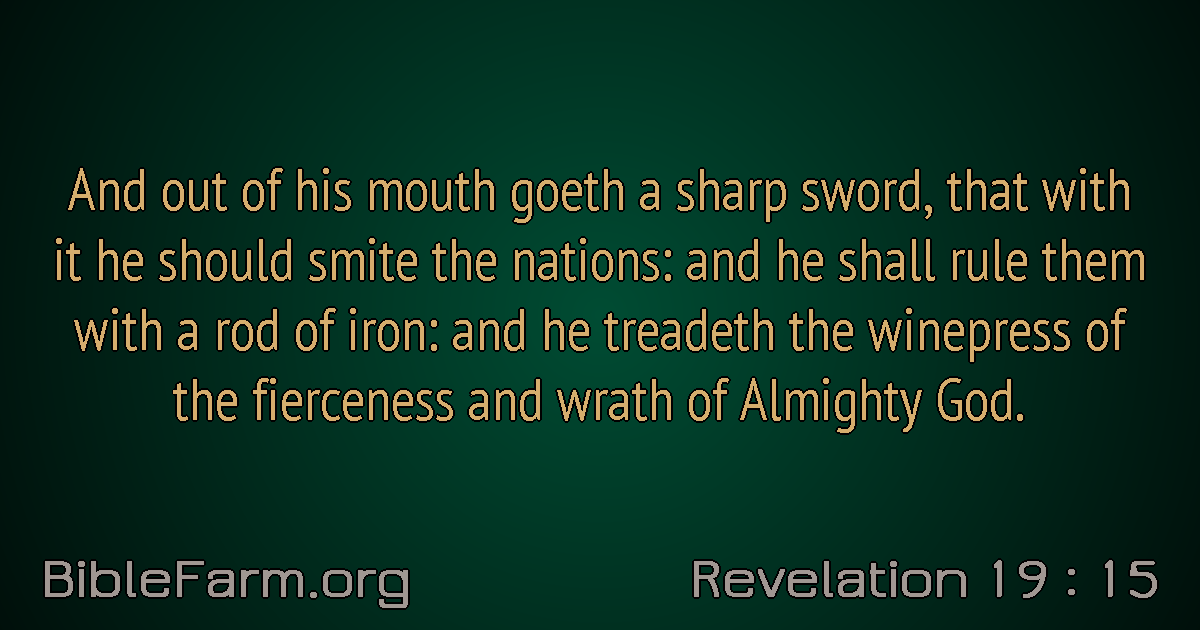 And out of his mouth goeth a sharp sword, that with
it he should smite the nations: and he shall rule them
with a rod of iron: and he treadeth the winepress of
the fierceness and wrath of Almighty God.
BibleFarm.org
Revelation 19 : 15